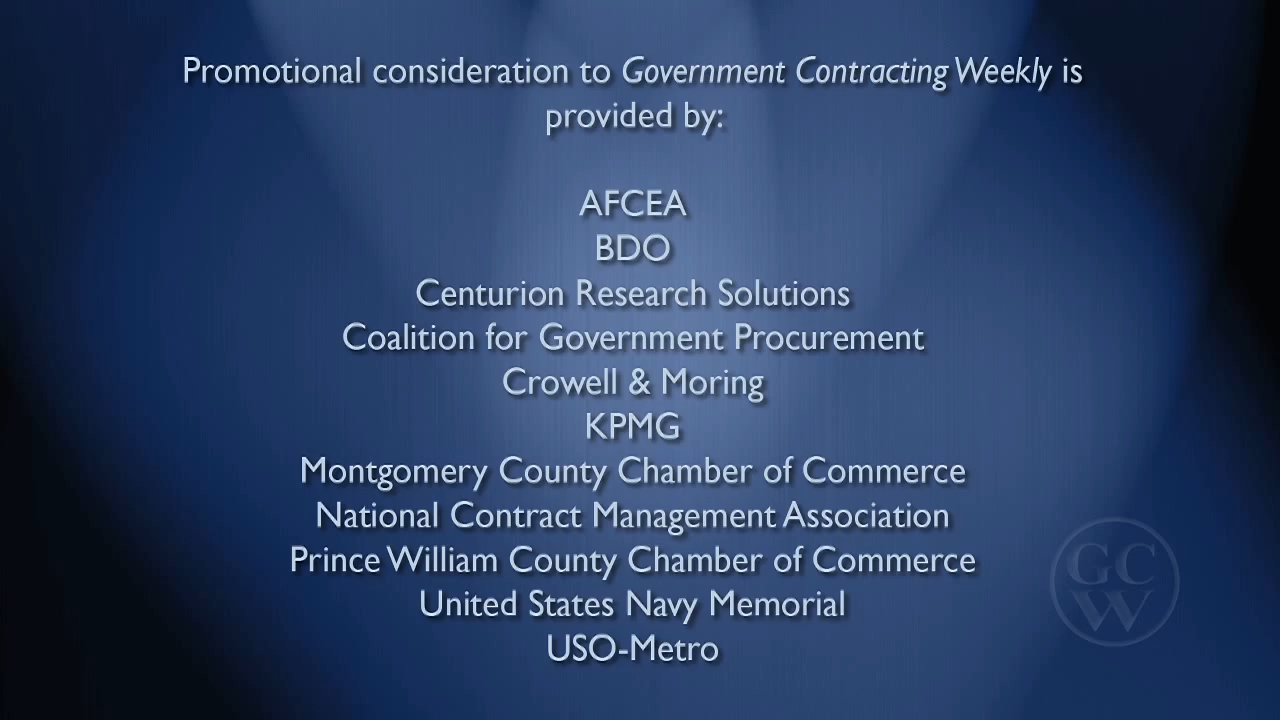 Promotional consideration to Government Contracting Weekly is
provided by:
AFCEA
BDO
Centurion Research Solutions
Coalition for Government Procurement
Crowell & Moring
KPMG
Montgomery County Chamber of Commerce
National Contract Management Association
Prince William County Chamber of Commerce
United States Navy Memorial
USO-Metro
GC
W